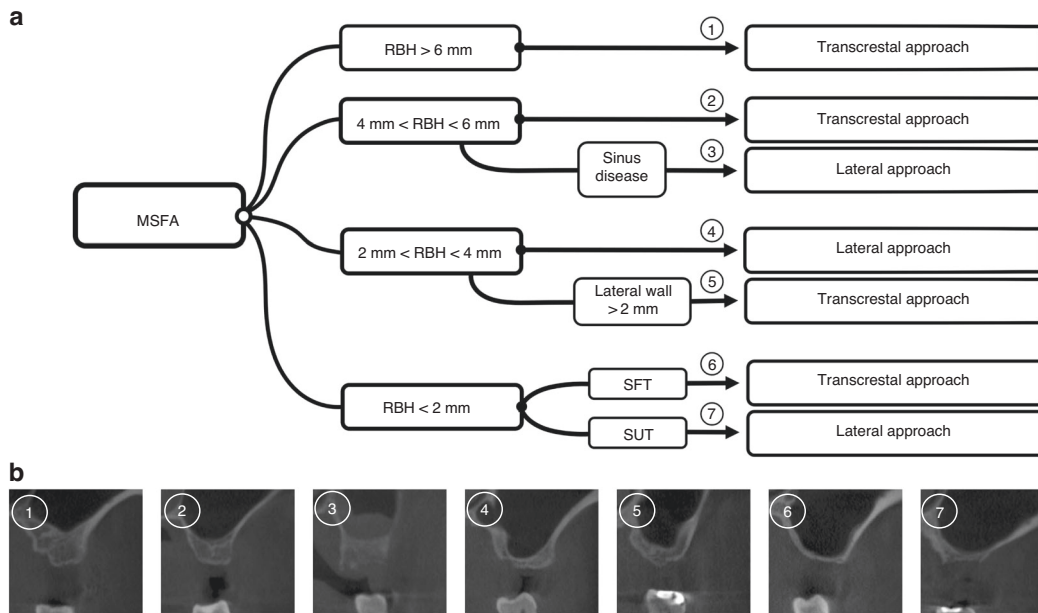 a
RBH > 6 mm
1
Transcrestal approach
4 mm < RBH < 6 mm
2
Transcrestal approach
Sinus
disease
3
Lateral approach
MSFA
2 mm < RBH < 4 mm
4
Lateral approach
Lateral wall
> 2 mm
5
Transcrestal approach
RBH < 2 mm
SFT
6
Transcrestal approach
SUT
7
Lateral approach
b
1
2
3
4
5
6
7